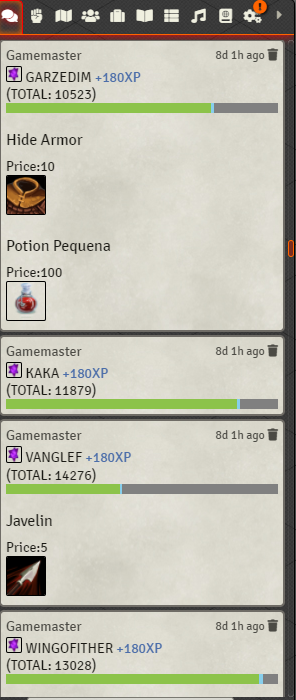 !
Gamemaster 8d 1h ago
GARZEDIM +180XP
(TOTAL: 10523)
Hide Armor
Price:10
Potion Pequena
Price:100
Gamemaster 8d 1h ago
KAKA +180XP
(TOTAL: 11879)
Gamemaster 8d 1h ago
VANGLEF +180XP
(TOTAL: 14276)
Javelin
Price:5
Gamemaster 8d 1h ago
WINGOFITHER +180XP
(TOTAL: 13028)